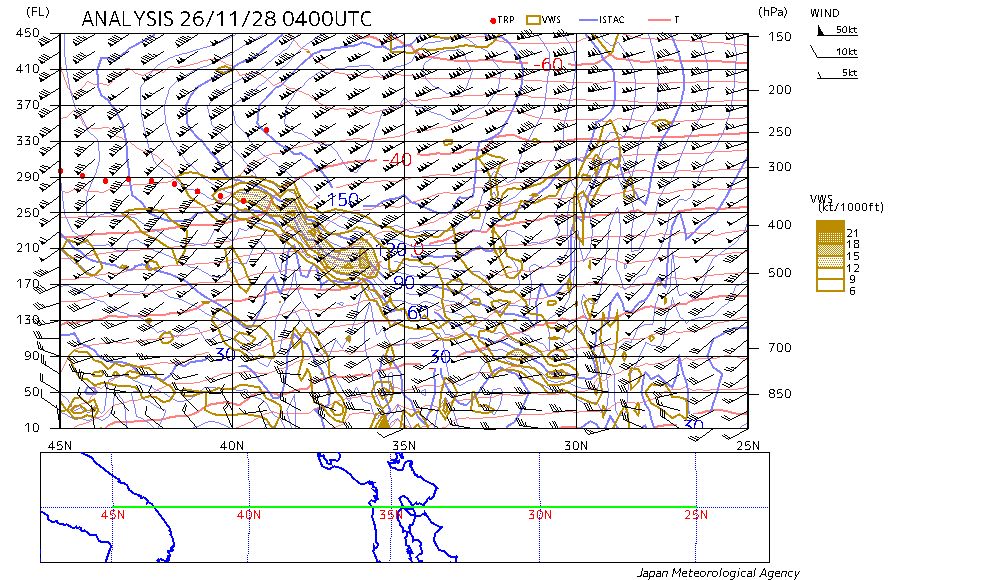 (FL) ANALYSIS 26/11/28 0400UTC TRP VWS ISTAC T (hPa) WIND
450 150 50kt
410 -60 10kt
370 200 5kt
330 250
-40
290 300
150 VWS
250 (kt/1000ft)
400
210 21
18
170 90 500 15
12
130 60 9
6
90 30 30 700
50 850
10 30
45N 40N 35N 30N 25N
45N 40N 35N 30N 25N
Japan Meteorological Agency